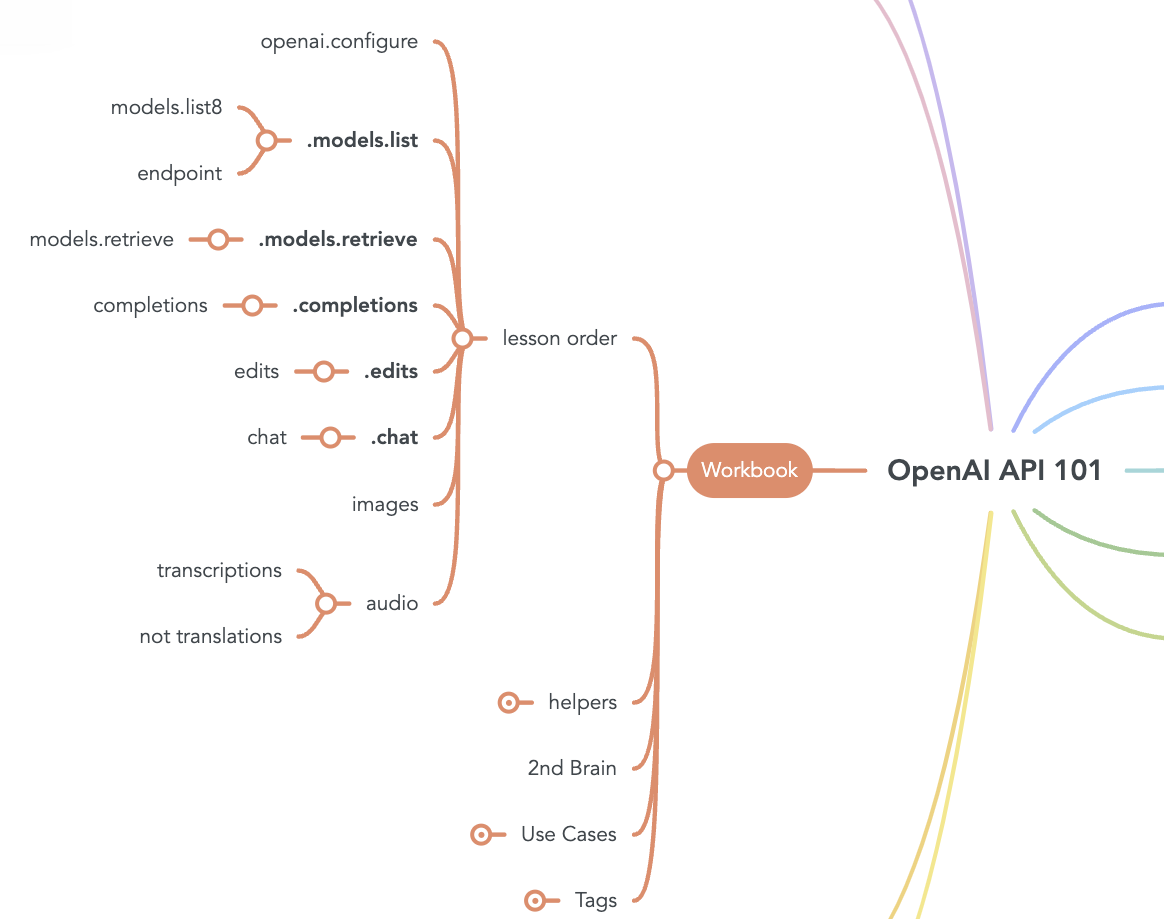 openai.configure
models.list8
.models.list
endpoint
models.retrieve
.models.retrieve
completions
.completions
lesson order
edits
.edits
chat
.chat
images
transcriptions
audio
not translations
Workbook
OpenAI API 101
helpers
2nd Brain
Use Cases
Tags